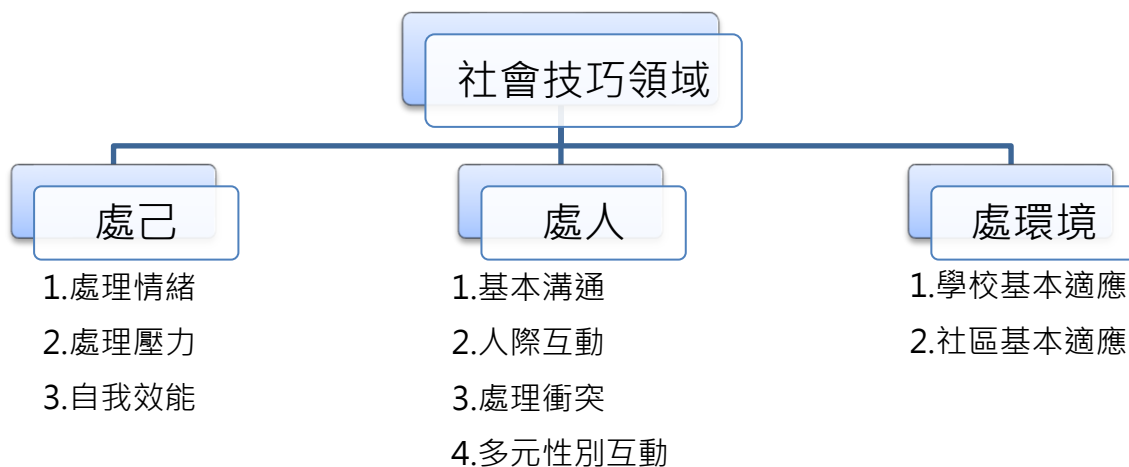 社會技巧領域
處己
1.處理情緒
2.處理壓力
3.自我效能
處人
1.基本溝通
2.人際互動
3.處理衝突
4.多元性別互動
處環境
1.學校基本適應
2.社區基本適應